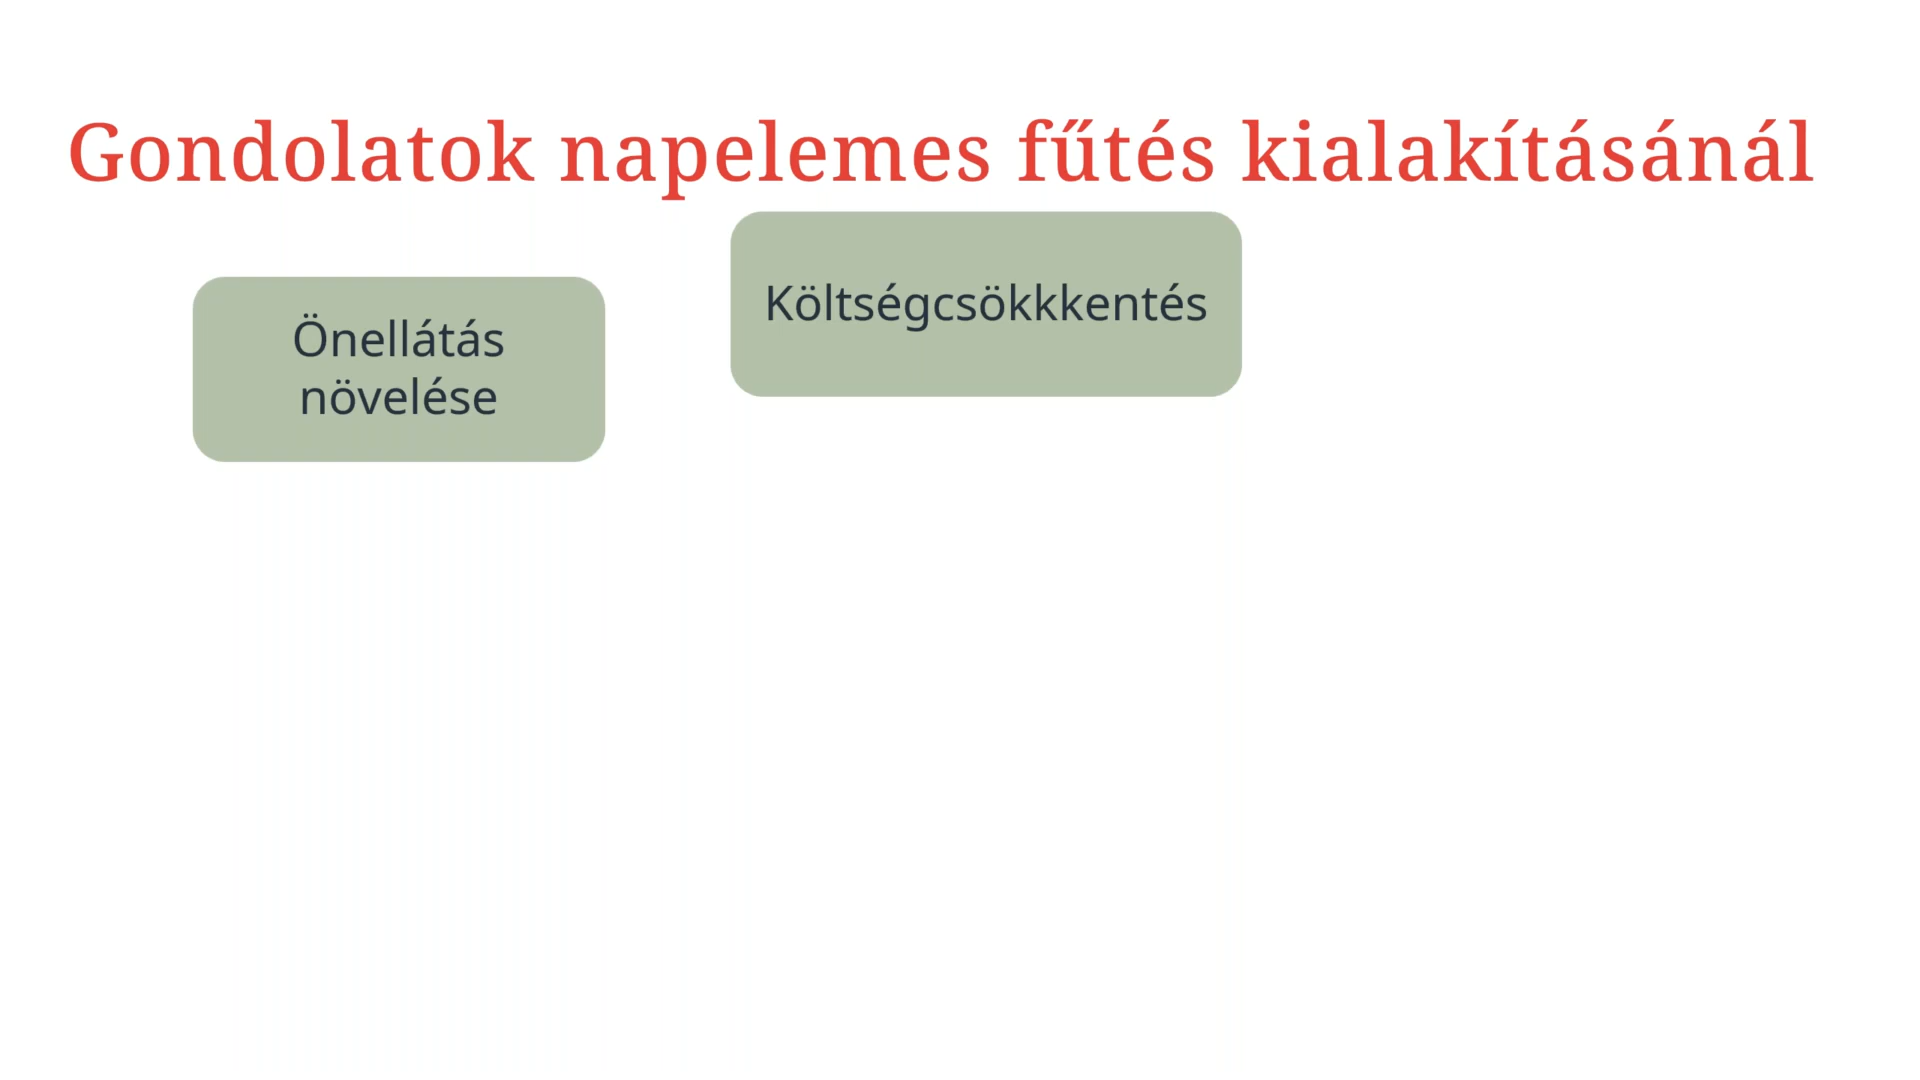 Gondolatok napelemes fűtés kialakításánál
Önellátás
növelése
Költségcsökkkentés